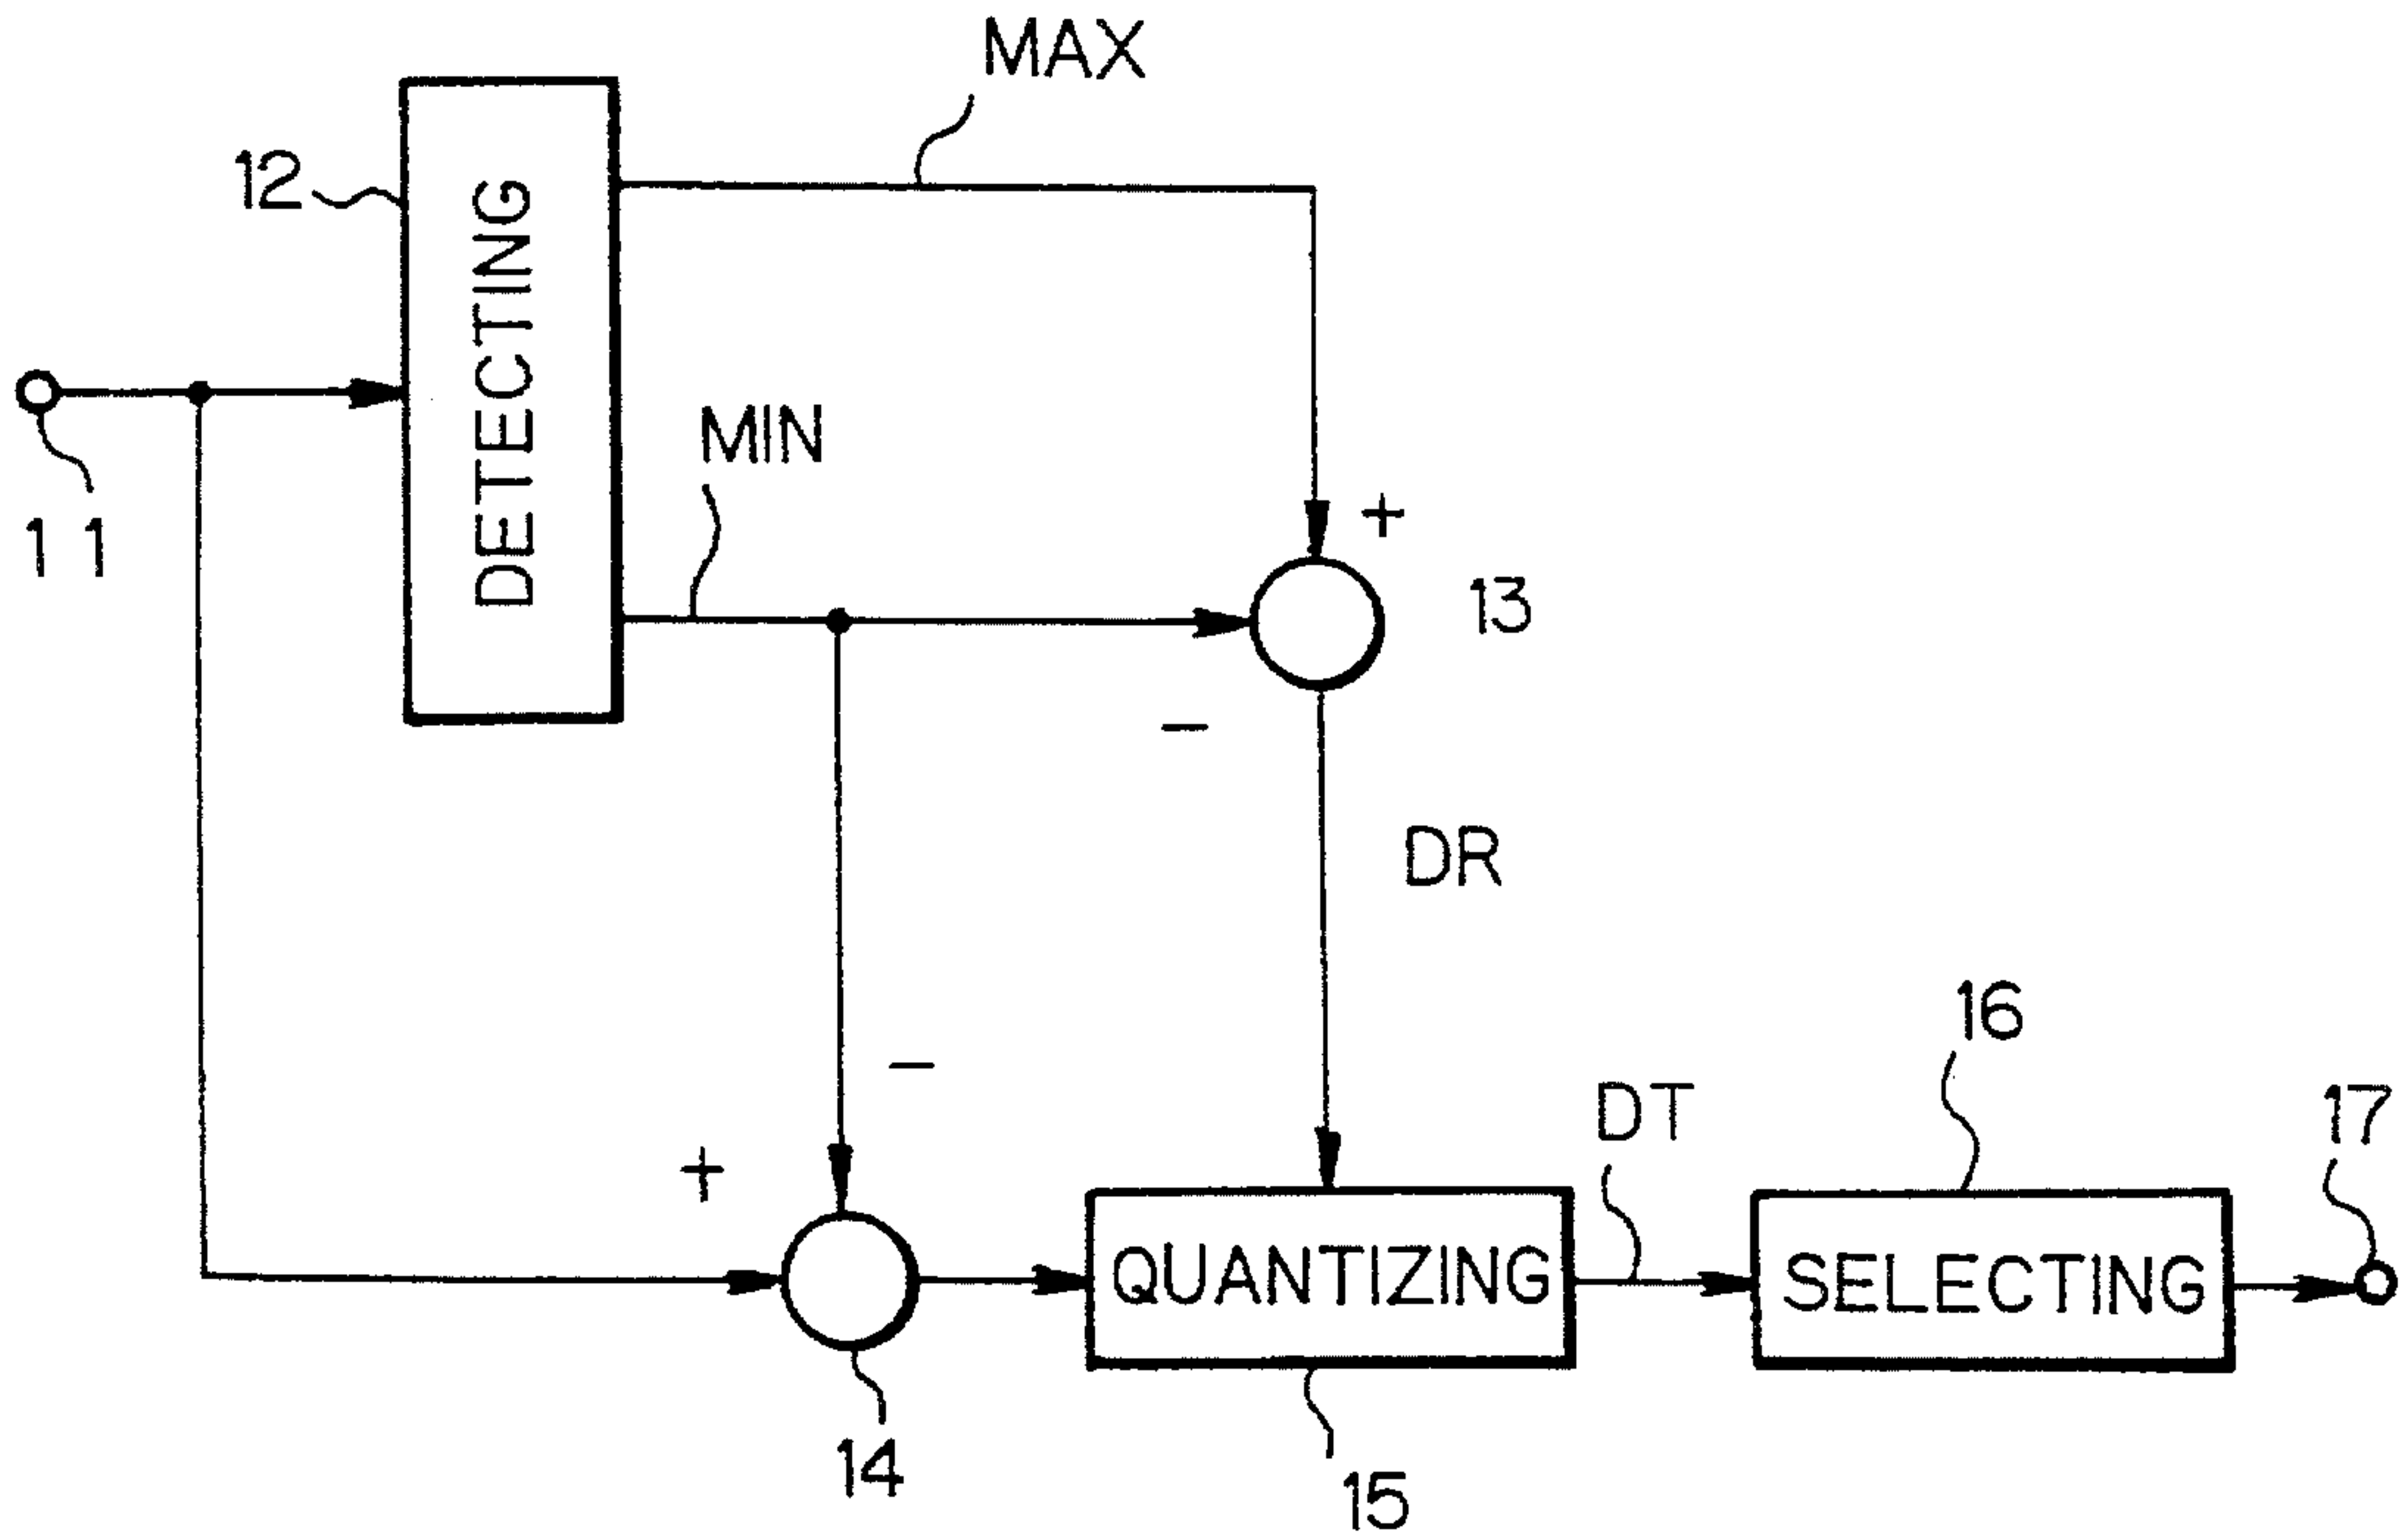 MAX
12
DETECTING
MIN
11
+
13
-
DR
-
16
DT
17
+
QUANTIZING
SELECTING
14
15